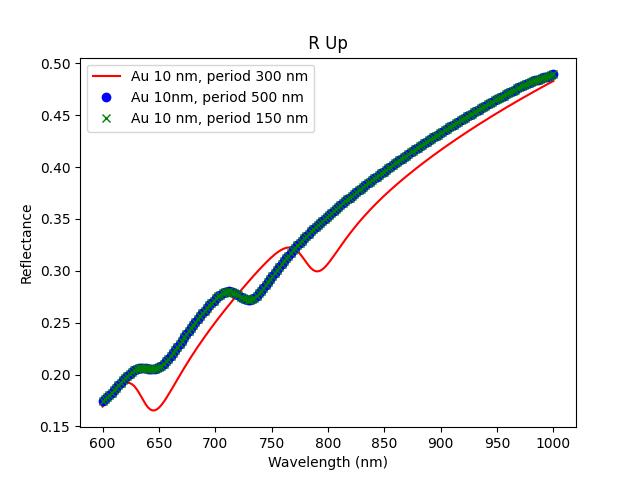 R Up
Au 10 nm, period 300 nm
Au 10nm, period 500 nm
Au 10 nm, period 150 nm
Reflectance
0.50
0.45
0.40
0.35
0.30
0.25
0.20
0.15
600 650 700 750 800 850 900 950 1000
Wavelength (nm)